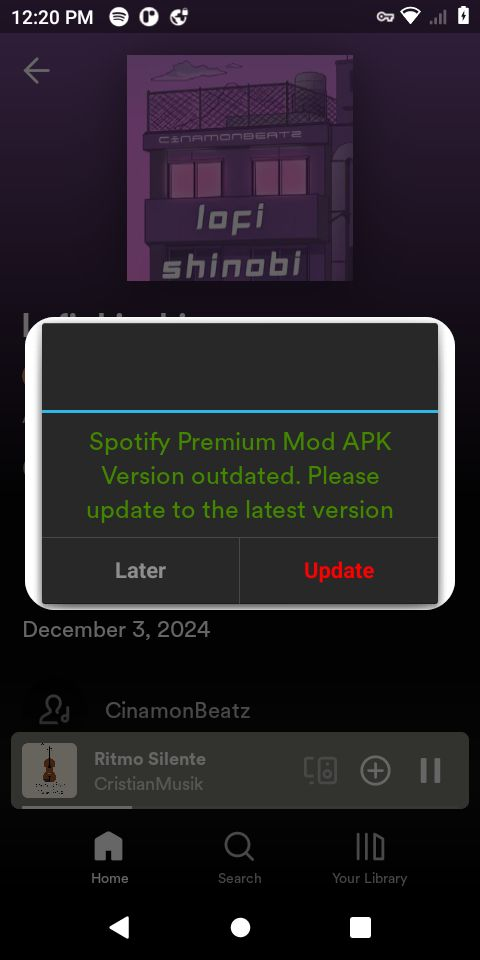 12:20 PM
CINAMONBEATZ
lofi
shinobi
Spotify Premium Mod APK
Version outdated. Please
update to the latest version
Later
Update
December 3, 2024
CinamonBeatz
Ritmo Silente
CristianMusik
Home
Search
Your Library